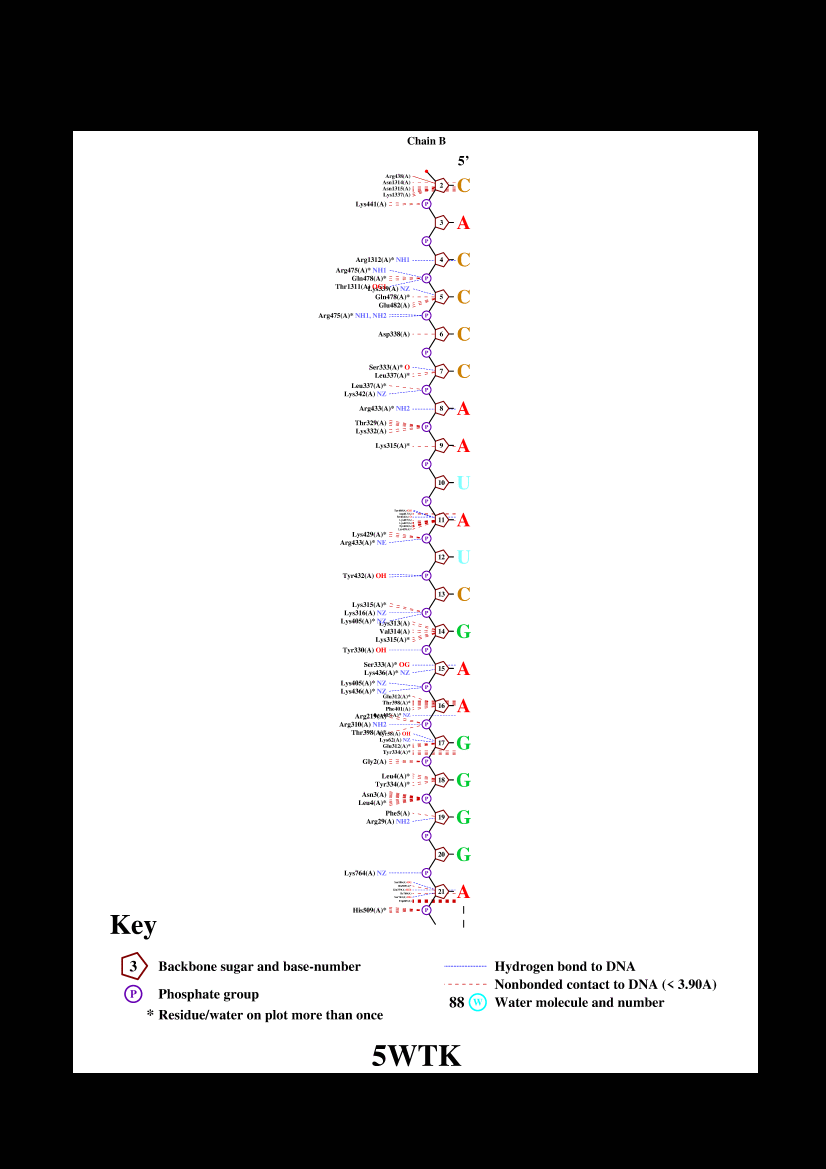 Chain B
5'
Arg438(A)
Asn1314(A)
Asn1315(A)
Lys1337(A)
2 C
Lys441(A)
P
3 A
P
Arg1312(A)* NH1
4 C
Arg475(A)* NH1
Gln478(A)*
P
Thr1311(A)
Lys339(A) NZ
5 C
Gln478(A)*
Glu482(A)
Arg475(A)* NH1, NH2
P
Asp338(A)
6 C
P
Ser333(A)* O
7 C
Leu337(A)*
Leu337(A)*
P
Lys342(A) NZ
Arg433(A)* NH2
8 A
Thr329(A)
P
Lys332(A)
Lys315(A)*
9 A
P
10 U
P
11 A
Lys429(A)*
P
Arg433(A)* NE
12 U
Tyr432(A) OH
P
13 C
Lys315(A)*
Lys316(A) NZ
P
Lys405(A)* NZ
Lys313(A)
Val314(A)
14 G
Lys315(A)*
Tyr330(A) OH
P
Ser333(A)* OG
15 A
Lys436(A)* NZ
Lys405(A)* NZ
P
Lys436(A)* NZ
Glu312(A)*
Thr398(A)*
16 A
Phe401(A)
Arg310(A) NH2
P
Thr398(A)*
Lys62(A) NZ
17 G
Glu312(A)*
Tyr334(A)*
Gly2(A)
P
Leu4(A)*
18 G
Tyr334(A)*
Asn3(A)
P
Leu4(A)*
Phe5(A)
19 G
Arg29(A) NH2
P
20 G
Lys764(A) NZ
P
21 A
His509(A)*
P
Key
3 Backbone sugar and base-number
P Phosphate group
* Residue/water on plot more than once
Hydrogen bond to DNA
Nonbonded contact to DNA (< 3.90A)
88 W Water molecule and number
5WTK